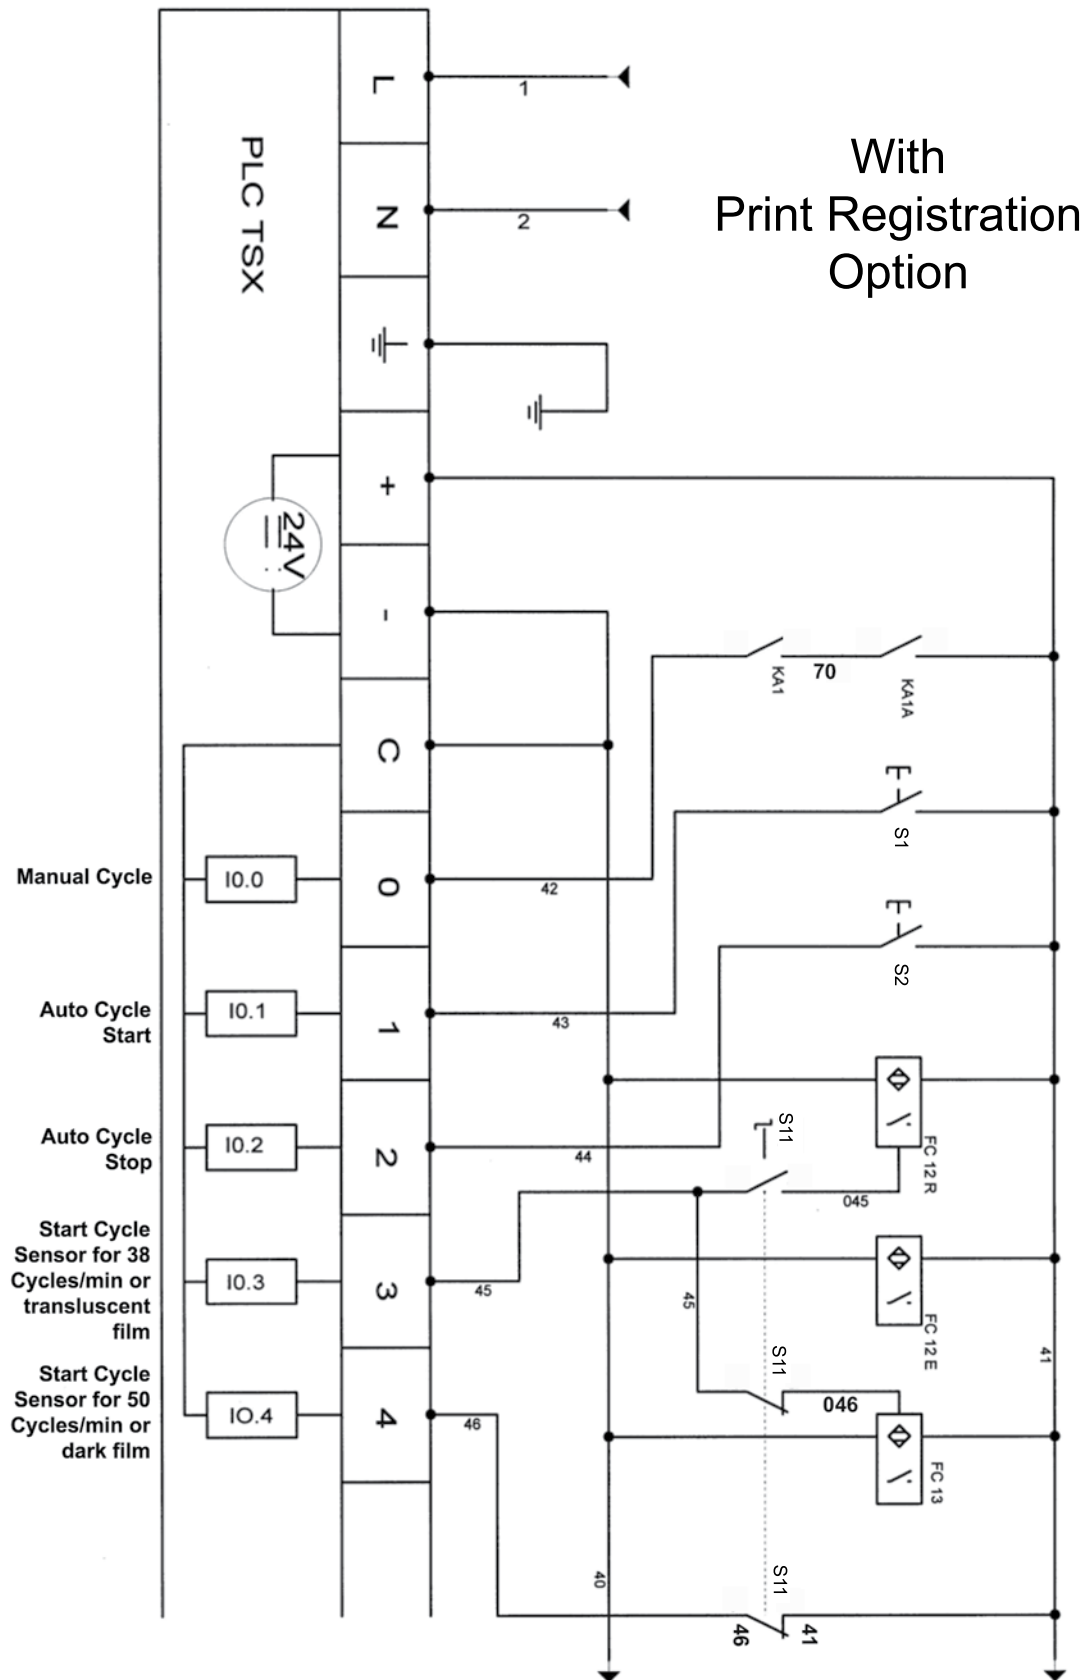 With
Print Registration
Option
PLC TSX
L
1
N
2
+
24V
-
C
KA1
70
KA1A
S1
Manual Cycle
I0.0
0
42
S2
Auto Cycle
Start
I0.1
1
43
Auto Cycle
Stop
I0.2
2
44
S11
FC 12 R
045
Start Cycle
Sensor for 38
Cycles/min or
transluscent
film
I0.3
3
45
45
FC 12 E
41
S11
046
Start Cycle
Sensor for 50
Cycles/min or
dark film
IO.4
4
46
FC 13
40
S11
46
41